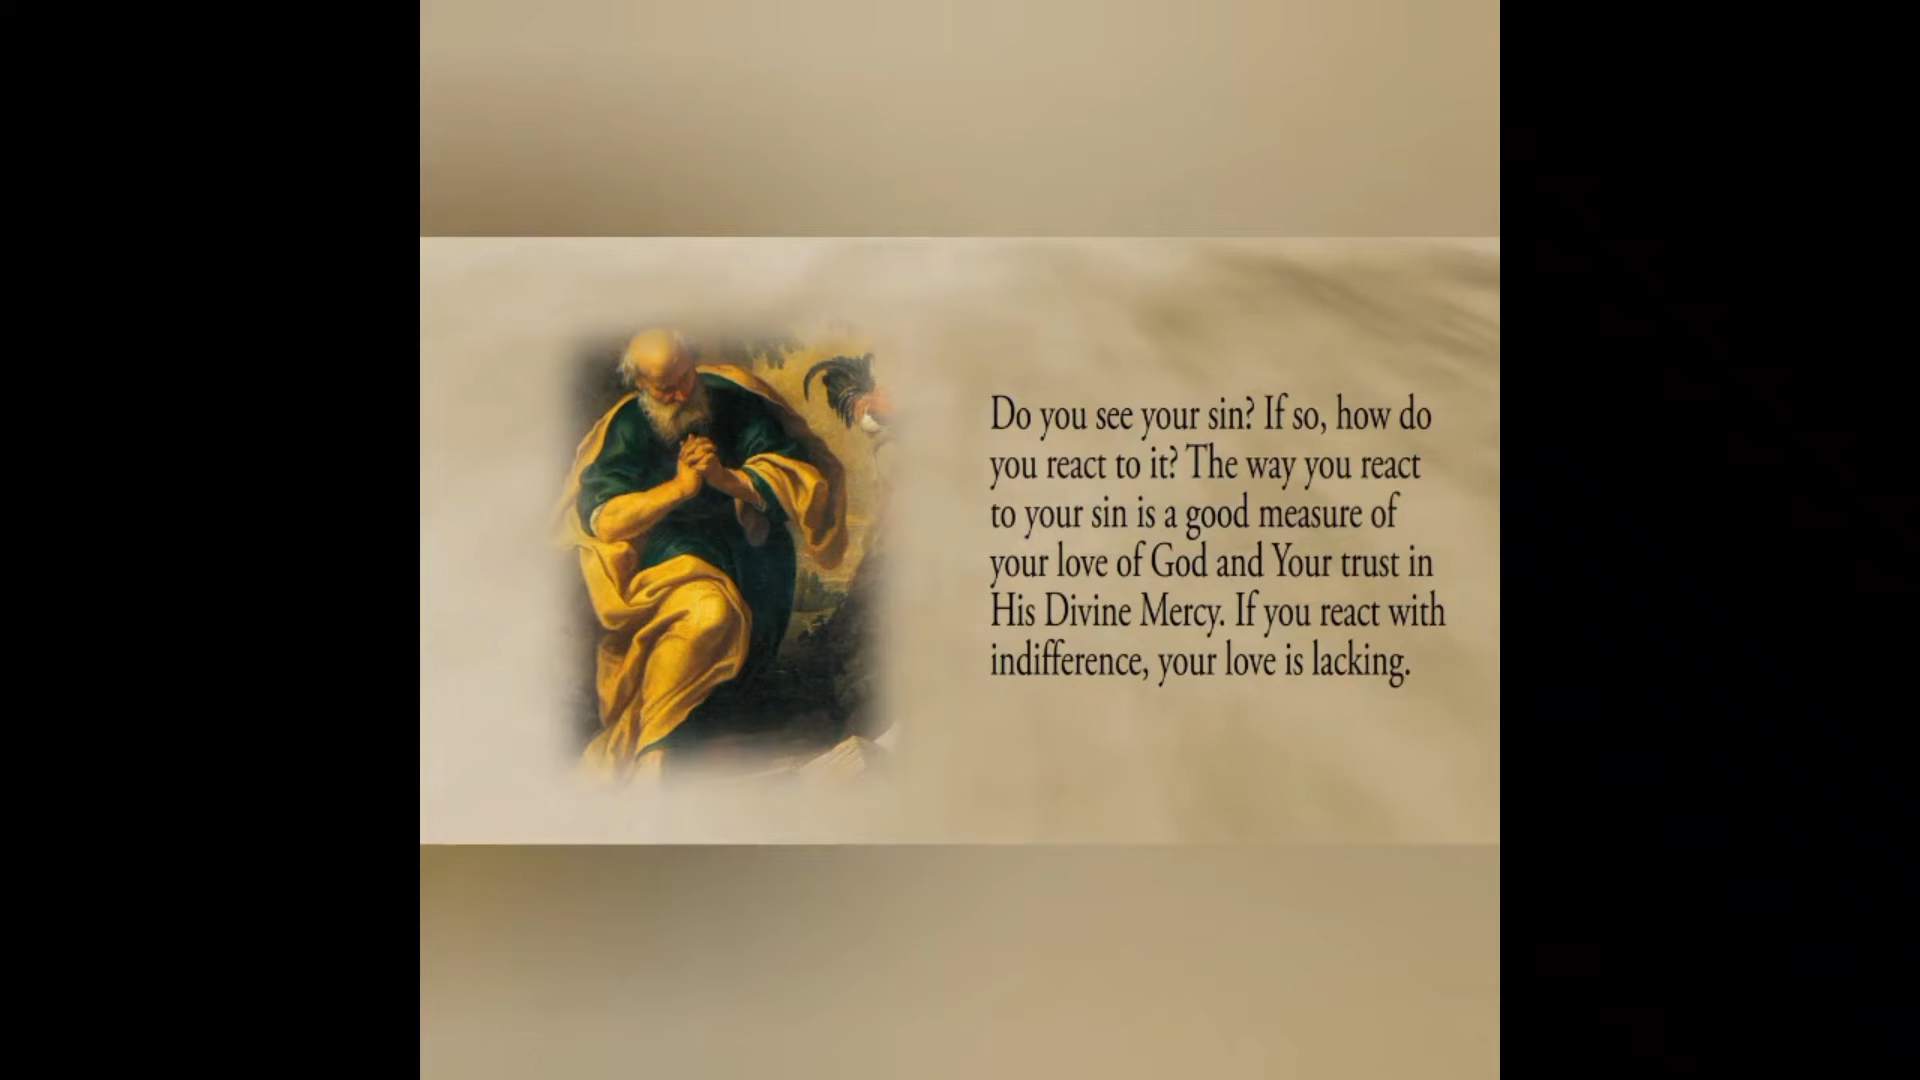 Do you see your sin? If so, how do
you react to it? The way you react
to your sin is a good measure of
your love of God and Your trust in
His Divine Mercy. If you react with
indifference, your love is lacking.